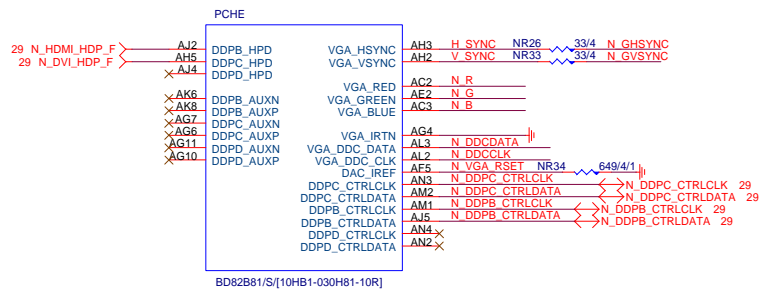 PCHE
29 N_HDMI_HDP_F AJ2 DDPB_HPD VGA_HSYNC AH3 H_SYNC NR26 33/4 N_GHSYNC
29 N_DVI_HDP_F AH5 DDPC_HPD VGA_VSYNC AH2 V_SYNC NR33 33/4 N_GVSYNC
AJ4 DDPD_HPD
VGA_RED AC2 N_R
AK6 DDPB_AUXN VGA_GREEN AE2 N_G
AK8 DDPB_AUXP VGA_BLUE AC3 N_B
AG7 DDPC_AUXN
AG6 DDPC_AUXP VGA_IRTN AG4
AG11 DDPD_AUXN VGA_DDC_DATA AL3 N_DDCDATA
AG10 DDPD_AUXP VGA_DDC_CLK AL2 N_DDCCLK
DAC_IREF AF5 N_VGA_RSET NR34 649/4/1
DDPC_CTRLCLK AN3 N_DDPC_CTRLCLK N_DDPC_CTRLCLK 29
DDPC_CTRLDATA AM2 N_DDPC_CTRLDATA N_DDPC_CTRLDATA 29
DDPB_CTRLCLK AM1 N_DDPB_CTRLCLK N_DDPB_CTRLCLK 29
DDPB_CTRLDATA AJ5 N_DDPB_CTRLDATA N_DDPB_CTRLDATA 29
DDPD_CTRLCLK AN4
DDPD_CTRLDATA AN2
BD82B81/S/[10HB1-030H81-10R]